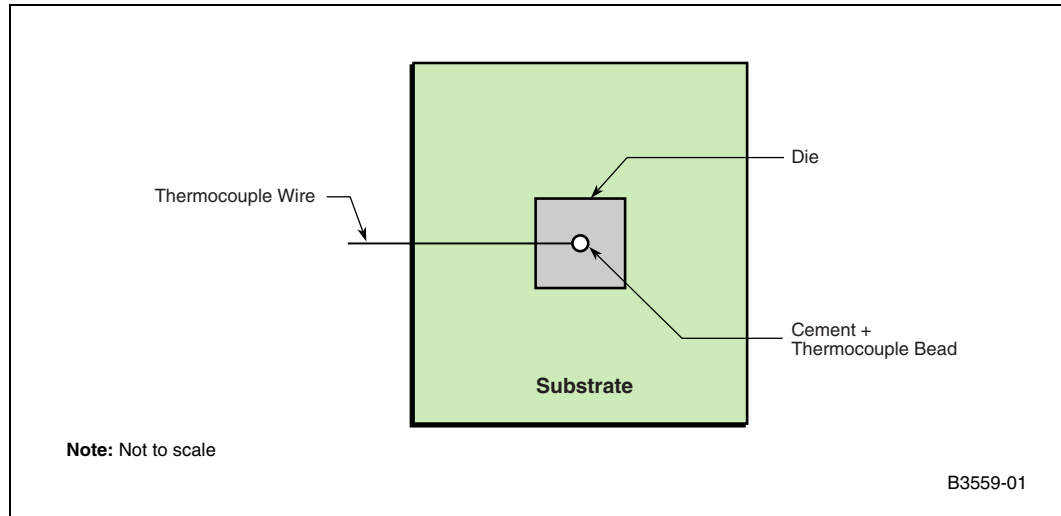 Die
Thermocouple Wire
Cement +
Thermocouple Bead
Substrate
Note: Not to scale
B3559-01